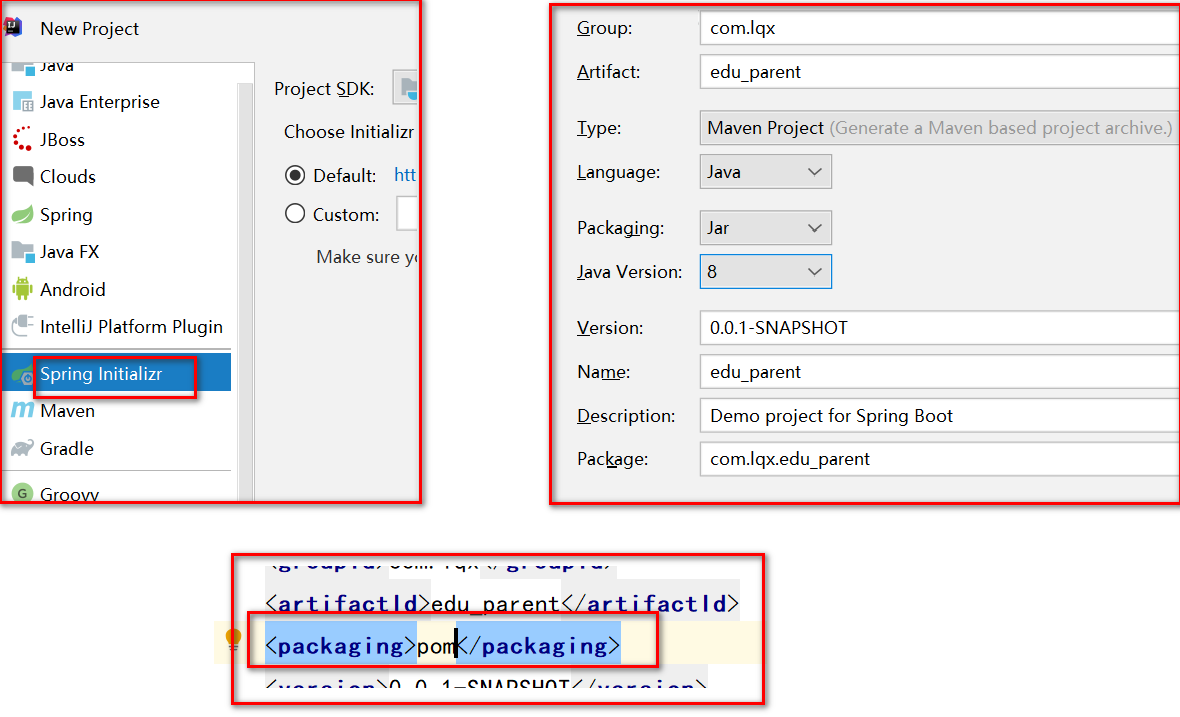 New Project
Java
Java Enterprise
JBoss
Clouds
Spring
Java FX
Android
IntelliJ Platform Plugin
Spring Initializr
Maven
Gradle
Groovy
Project SDK:
Choose Initializr
Default: htt
Custom:
Make sure yo
Group: com.lqx
Artifact: edu_parent
Type: Maven Project (Generate a Maven based project archive.)
Language: Java
Packaging: Jar
Java Version: 8
Version: 0.0.1-SNAPSHOT
Name: edu_parent
Description: Demo project for Spring Boot
Package: com.lqx.edu_parent
<groupId>com.lqx</groupId>
<artifactId>edu_parent</artifactId>
<packaging>pom</packaging>
<version>0.0.1-SNAPSHOT</version>